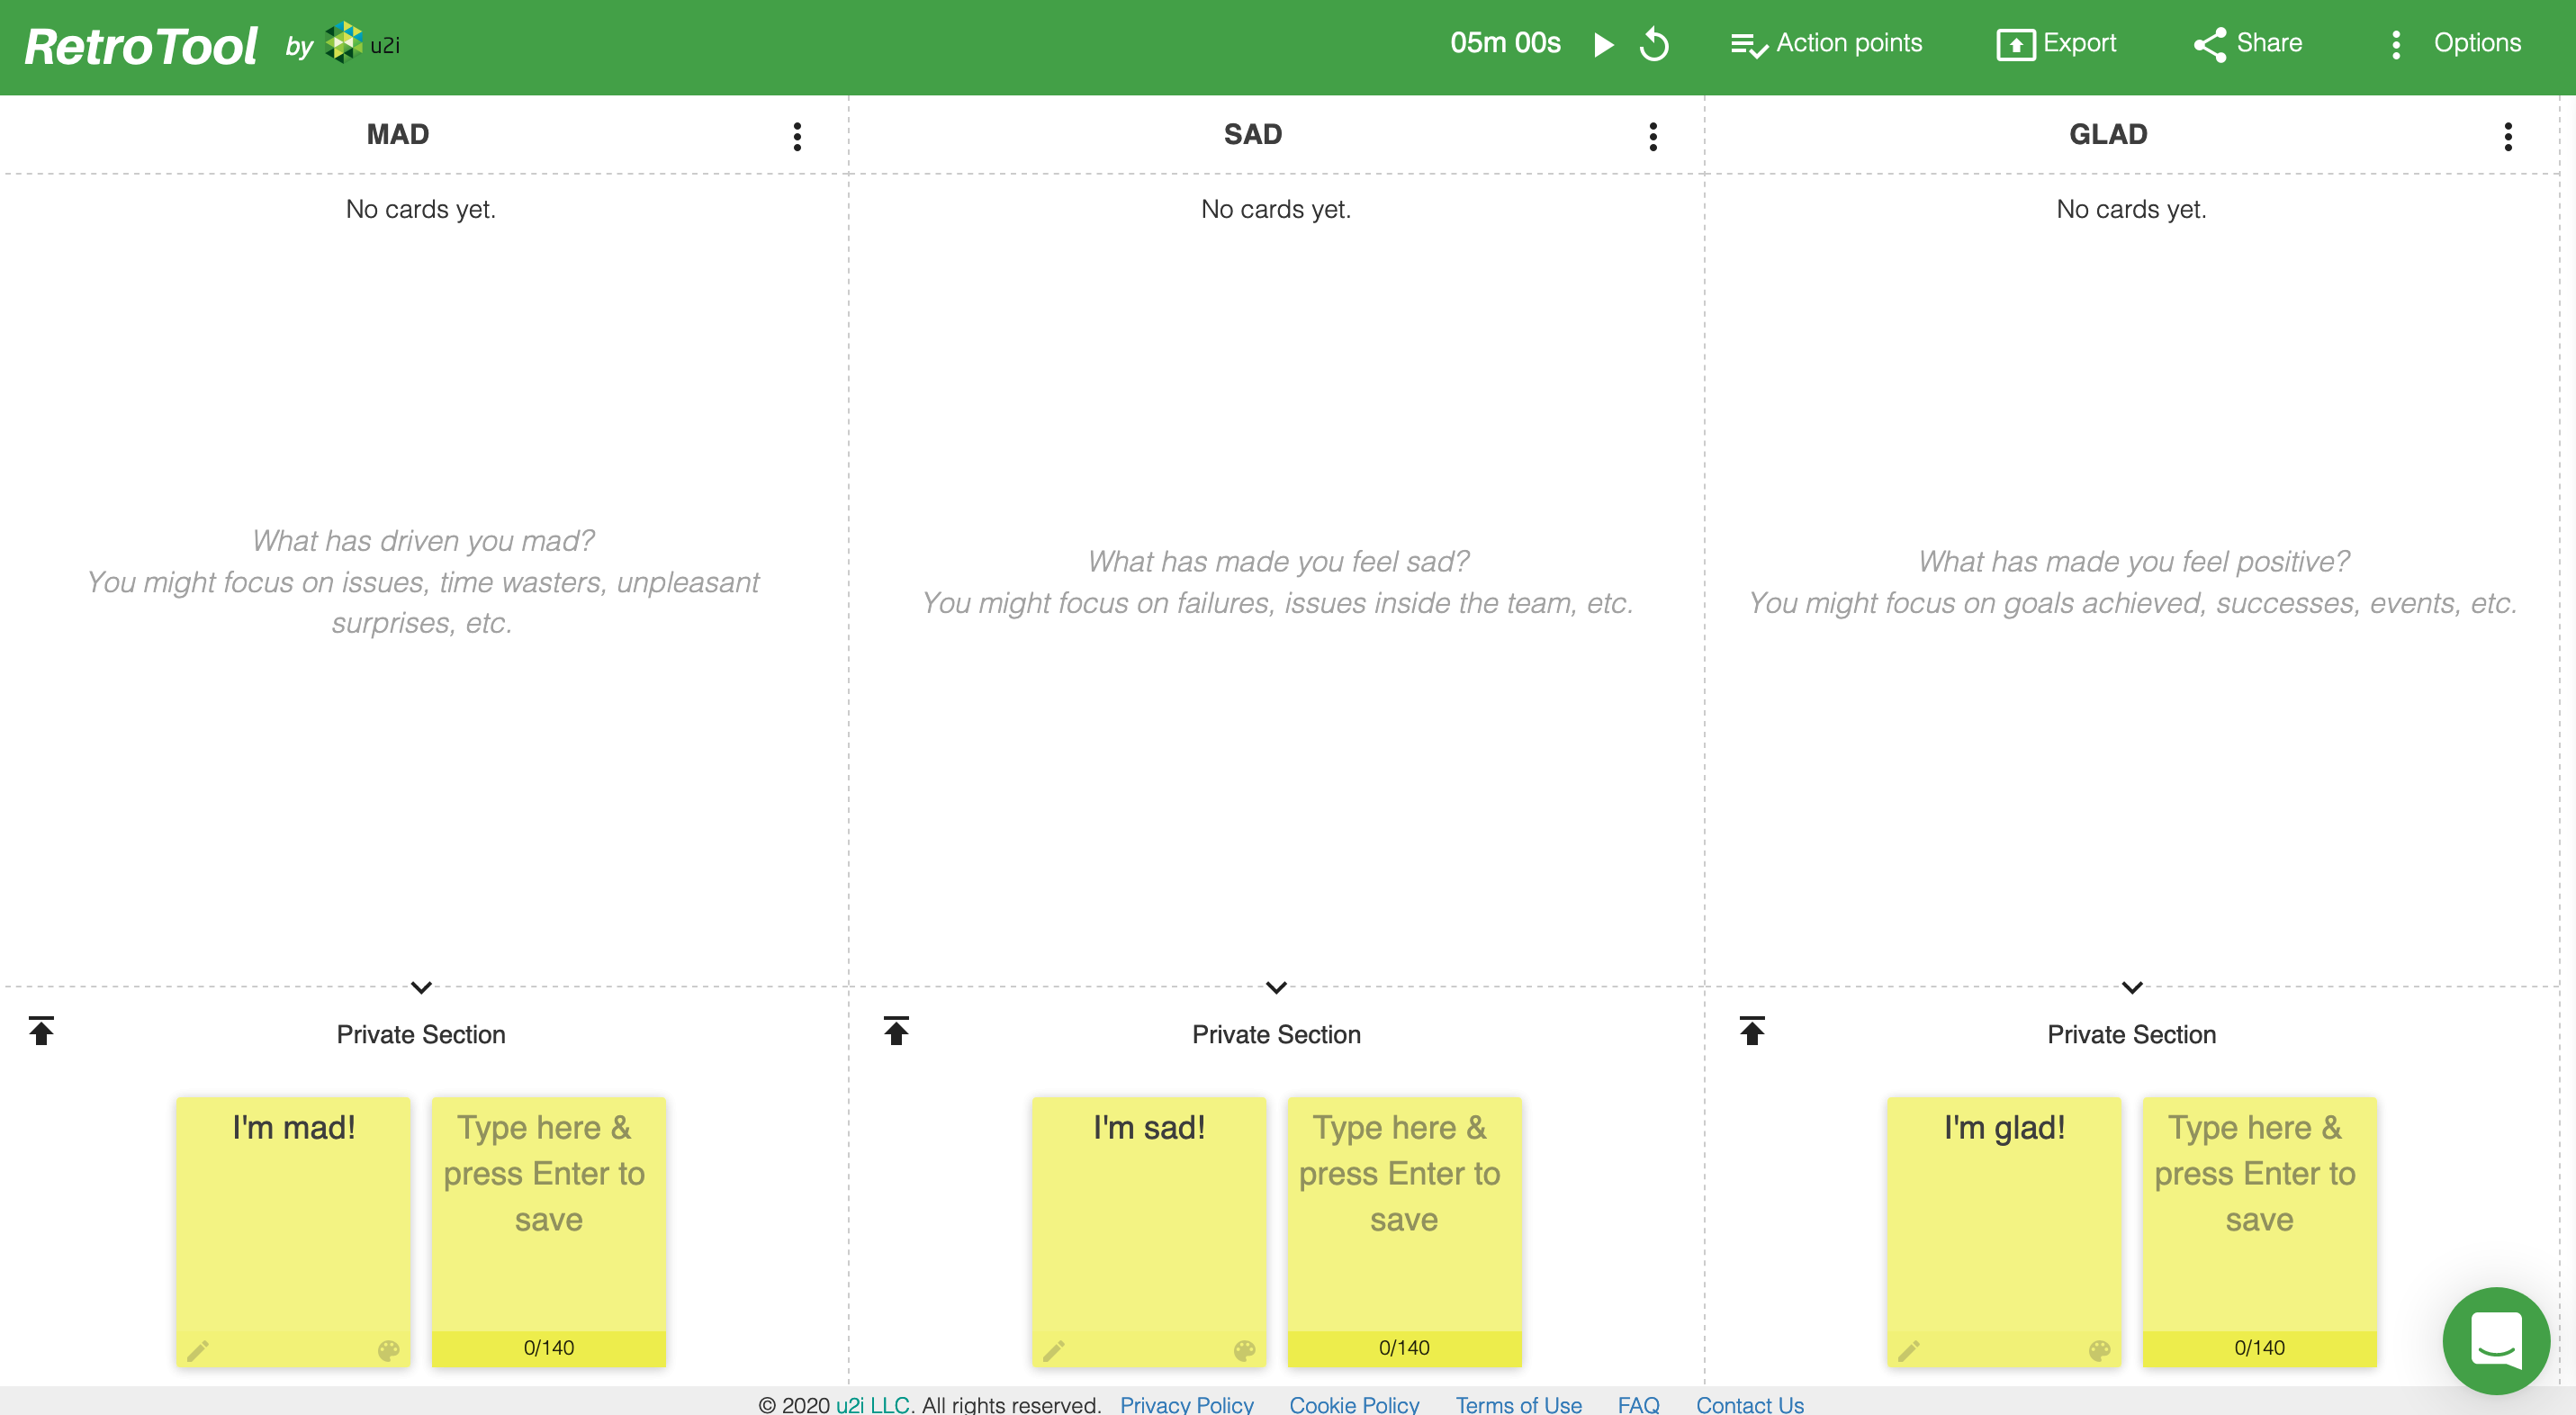 RetroTool by u2i
05m 00s Action points Export Share Options
MAD
No cards yet.
What has driven you mad?
You might focus on issues, time wasters, unpleasant
surprises, etc.
Private Section
I'm mad!
Type here &
press Enter to
save
0/140
SAD
No cards yet.
What has made you feel sad?
You might focus on failures, issues inside the team, etc.
Private Section
I'm sad!
Type here &
press Enter to
save
0/140
GLAD
No cards yet.
What has made you feel positive?
You might focus on goals achieved, successes, events, etc.
Private Section
I'm glad!
Type here &
press Enter to
save
0/140
© 2020 u2i LLC. All rights reserved. Privacy Policy Cookie Policy Terms of Use FAQ Contact Us